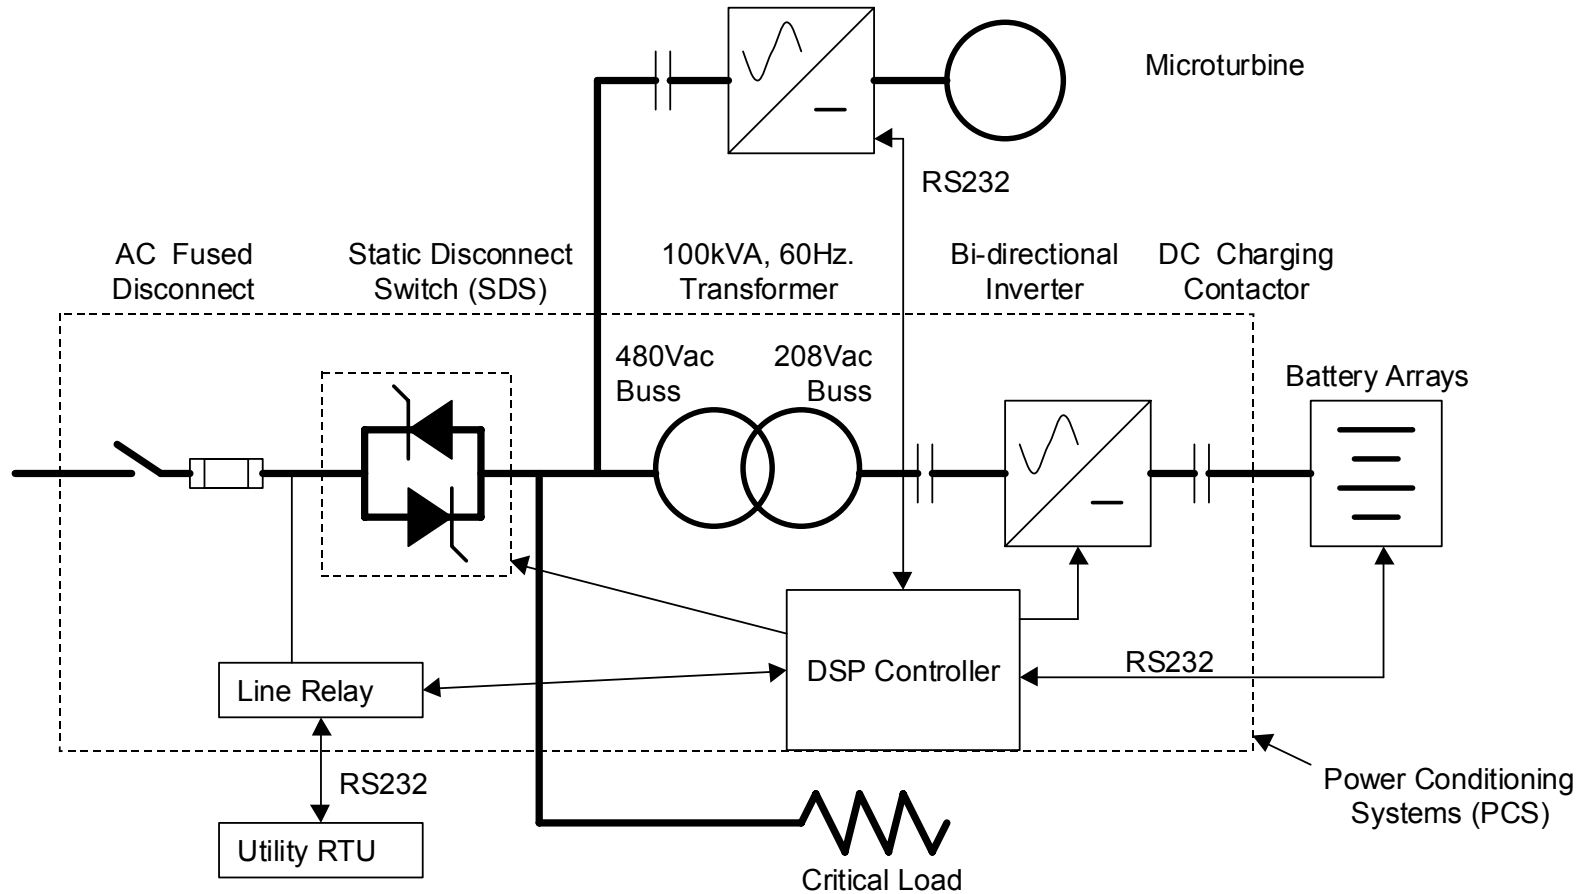 Microturbine
RS232
AC Fused
Disconnect
Static Disconnect
Switch (SDS)
100kVA, 60Hz.
Transformer
Bi-directional
Inverter
DC Charging
Contactor
480Vac
Buss
208Vac
Buss
Battery Arrays
DSP Controller
RS232
Line Relay
RS232
Utility RTU
Power Conditioning
Systems (PCS)
Critical Load